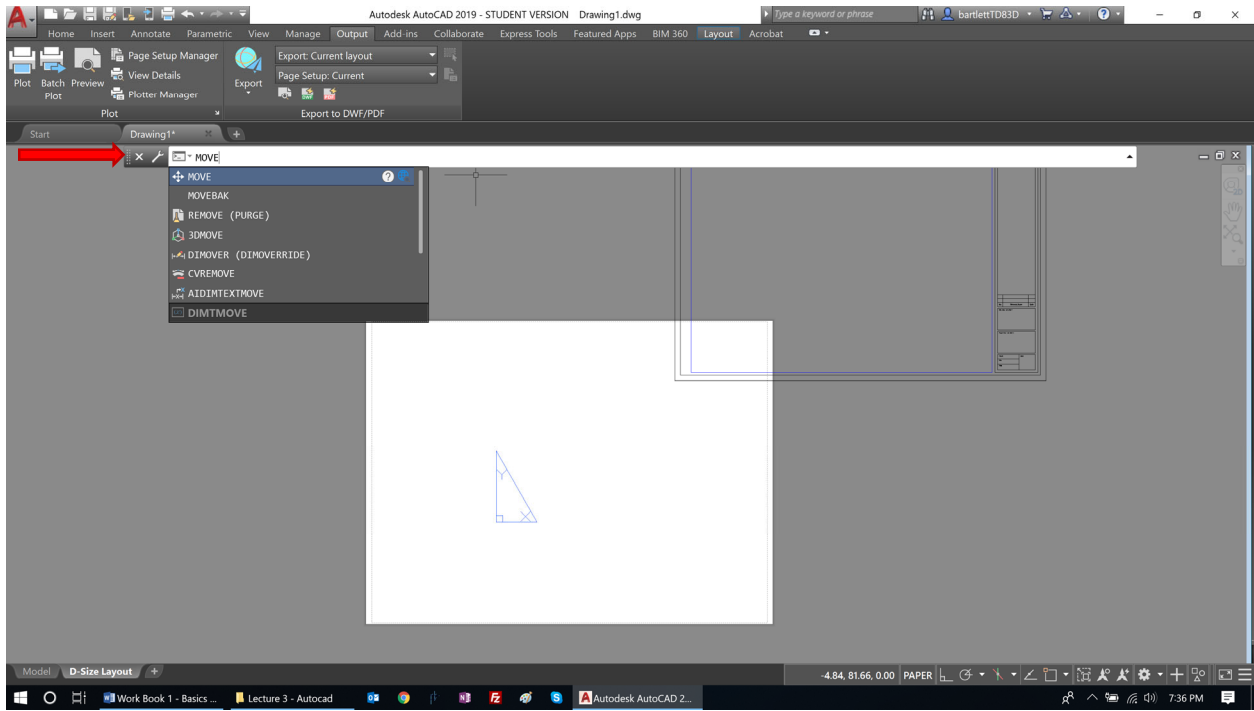 Autodesk AutoCAD 2019 - STUDENT VERSION Drawing1.dwg
Type a keyword or phrase
bartlettTD83D
Home Insert Annotate Parametric View Manage Output Add-ins Collaborate Express Tools Featured Apps BIM 360 Layout Acrobat
Plot
Batch Plot
Preview
Page Setup Manager
View Details
Plotter Manager
Export
Export: Current layout
Page Setup: Current
Plot
Export to DWF/PDF
Start
Drawing1*
MOVE
MOVE
MOVEBAK
REMOVE (PURGE)
3DMOVE
DIMOVER (DIMOVERRIDE)
CVREMOVE
AIDIMTEXTMOVE
DIMTMOVE
Y
X
Model
D-Size Layout
-4.84, 81.66, 0.00
PAPER
Work Book 1 - Basics ...
Lecture 3 - Autocad
Autodesk AutoCAD 2...
7:36 PM